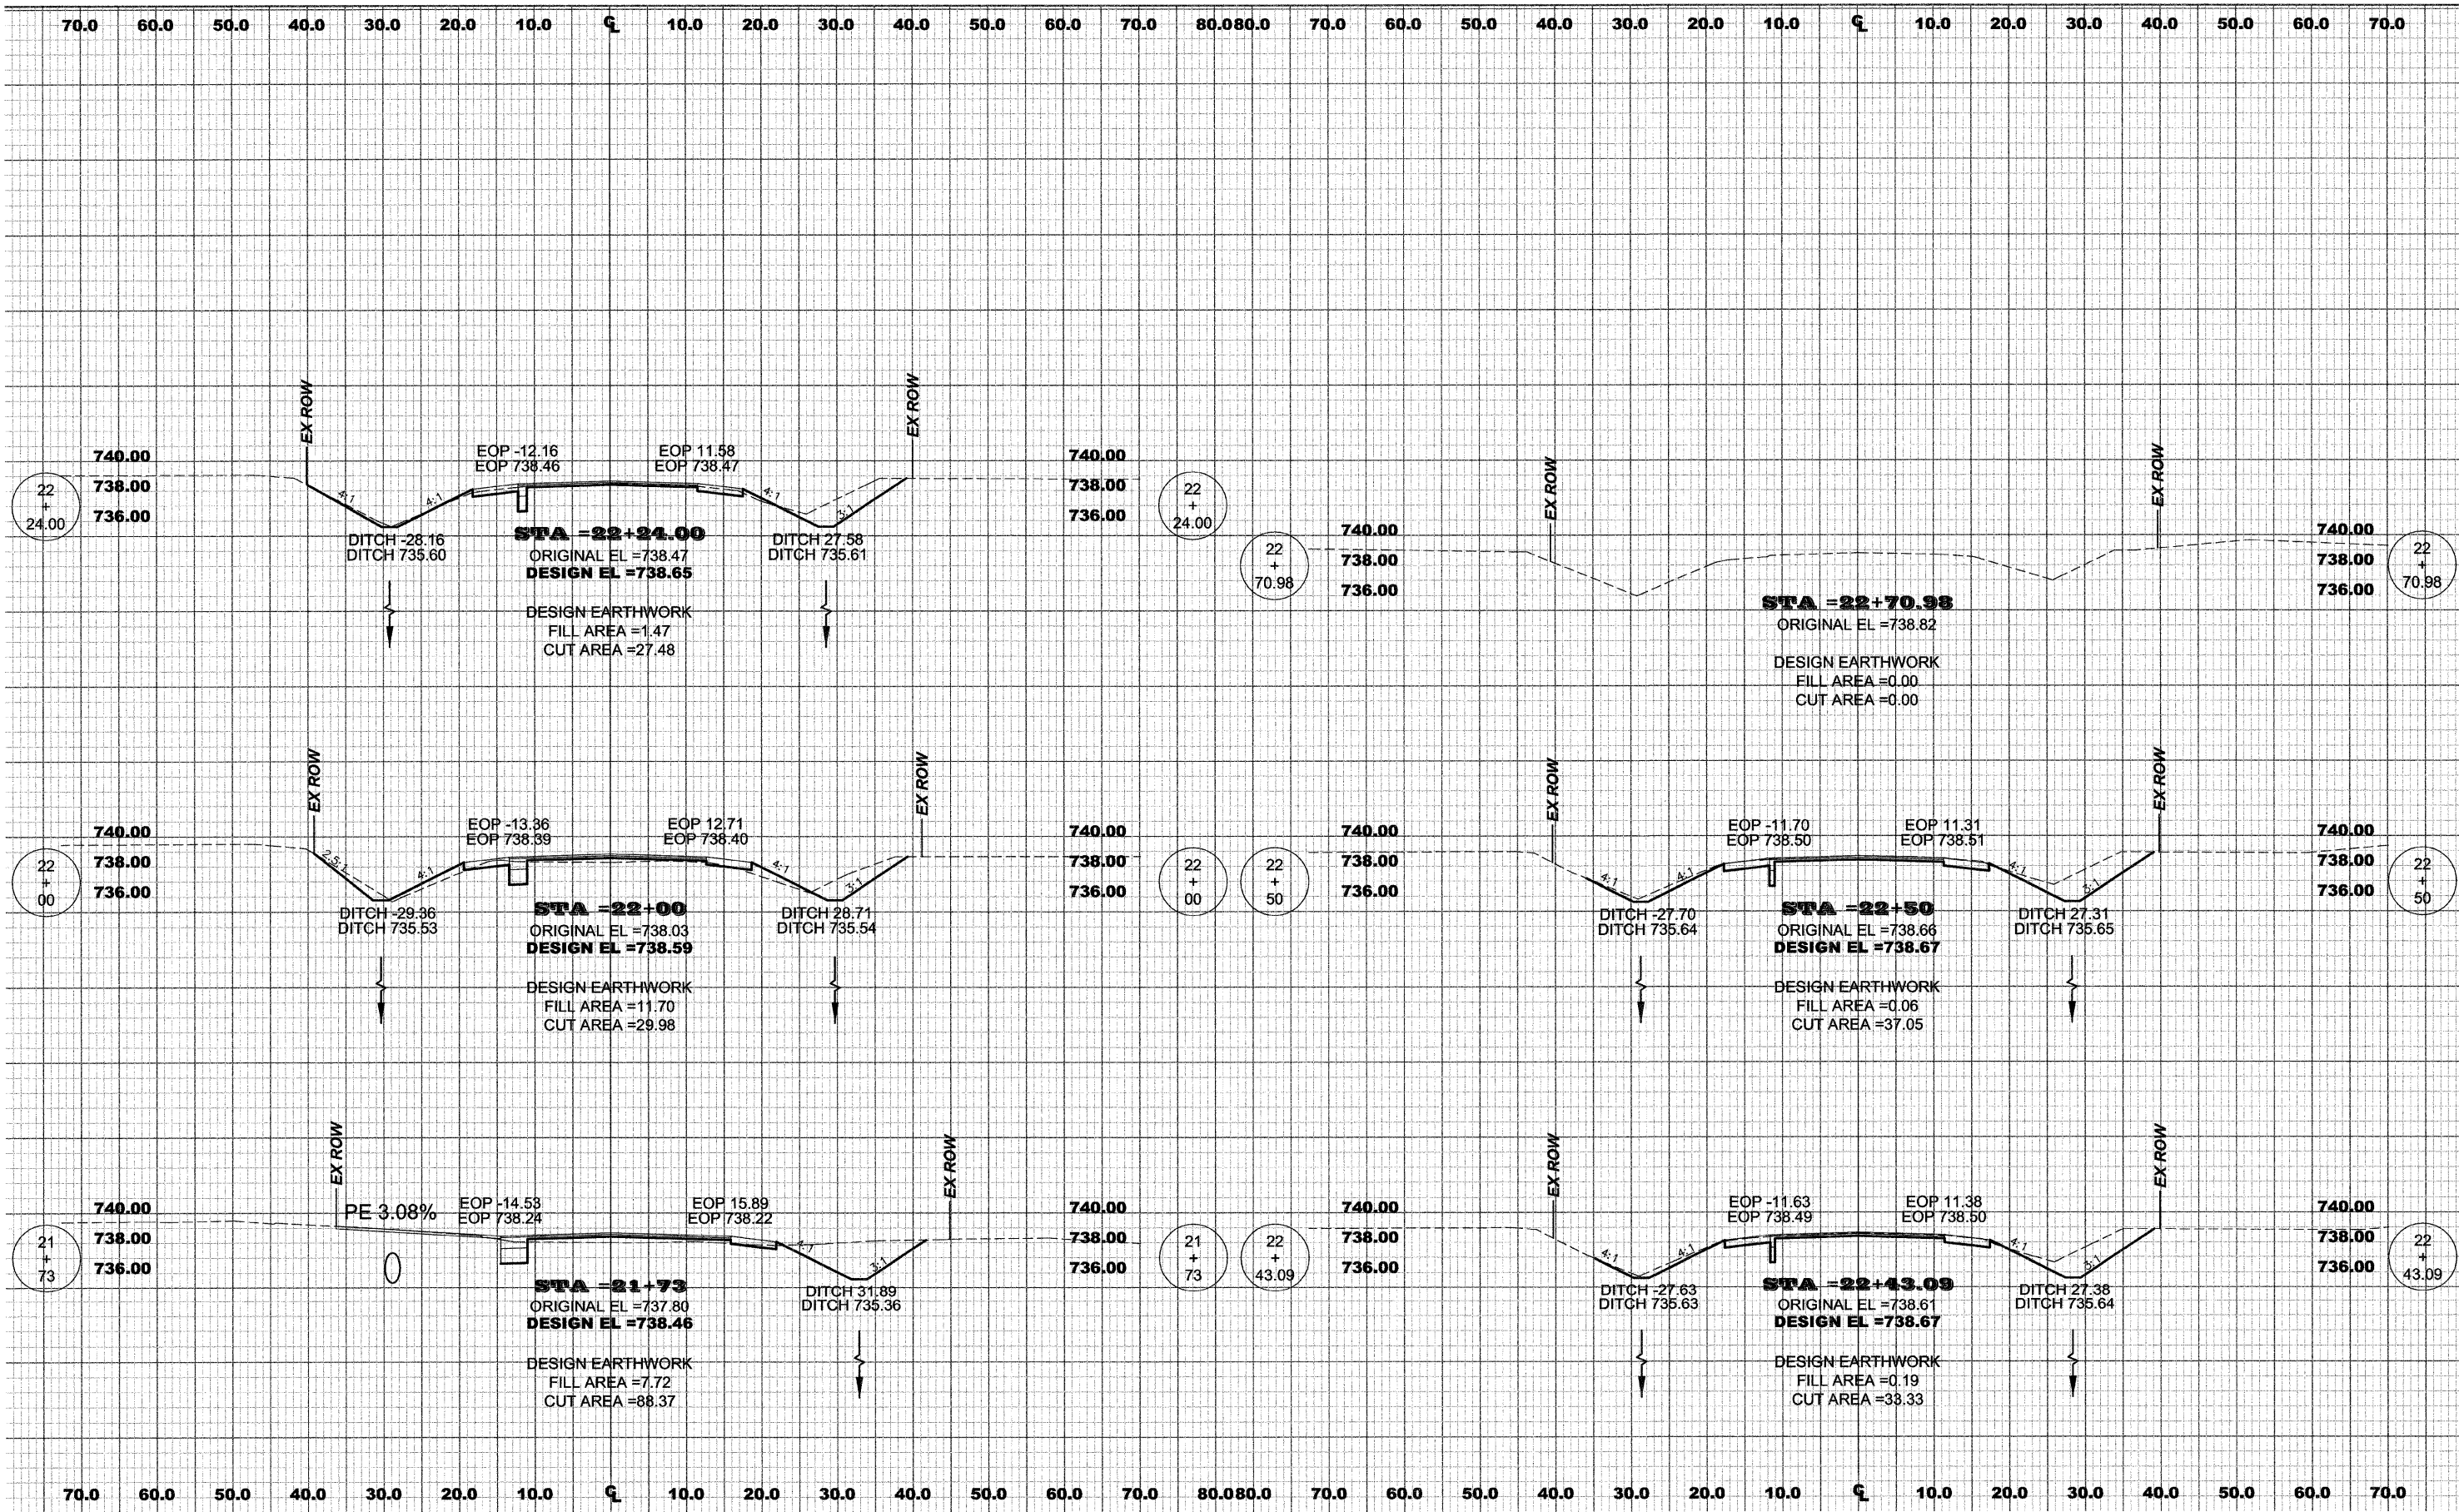 70.0 60.0 50.0 40.0 30.0 20.0 10.0 ℄ 10.0 20.0 30.0 40.0 50.0 60.0 70.0 80.0 80.0 70.0 60.0 50.0 40.0 30.0 20.0 10.0 ℄ 10.0 20.0 30.0 40.0 50.0 60.0 70.0
EX ROW
EX ROW
740.00
738.00
736.00
22
+
24.00
EOP -12.16
EOP 738.46
EOP 11.58
EOP 738.47
4:1
4:1
4:1
3:1
740.00
738.00
736.00
22
+
24.00
DITCH -28.16
DITCH 735.60
STA =22+24.00
ORIGINAL EL =738.47
DESIGN EL =738.65
DITCH 27.58
DITCH 735.61
DESIGN EARTHWORK
FILL AREA =1.47
CUT AREA =27.48
EX ROW
EX ROW
22
+
70.98
740.00
738.00
736.00
740.00
738.00
736.00
22
+
70.98
STA =22+70.98
ORIGINAL EL =738.82
DESIGN EARTHWORK
FILL AREA =0.00
CUT AREA =0.00
EX ROW
EX ROW
740.00
738.00
736.00
22
+
00
EOP -13.36
EOP 738.39
EOP 12.71
EOP 738.40
2.5:1
4:1
4:1
3:1
740.00
738.00
736.00
22
+
00
DITCH -29.36
DITCH 735.53
STA =22+00
ORIGINAL EL =738.03
DESIGN EL =738.59
DITCH 28.71
DITCH 735.54
DESIGN EARTHWORK
FILL AREA =11.70
CUT AREA =29.98
EX ROW
EX ROW
22
+
50
740.00
738.00
736.00
EOP -11.70
EOP 738.50
EOP 11.31
EOP 738.51
4:1
4:1
4:1
3:1
740.00
738.00
736.00
22
+
50
DITCH -27.70
DITCH 735.64
STA =22+50
ORIGINAL EL =738.66
DESIGN EL =738.67
DITCH 27.31
DITCH 735.65
DESIGN EARTHWORK
FILL AREA =0.06
CUT AREA =37.05
EX ROW
EX ROW
740.00
738.00
736.00
21
+
73
PE 3.08%
EOP -14.53
EOP 738.24
EOP 15.89
EOP 738.22
4:1
3:1
740.00
738.00
736.00
21
+
73
STA =21+73
ORIGINAL EL =737.80
DESIGN EL =738.46
DITCH 31.89
DITCH 735.36
DESIGN EARTHWORK
FILL AREA =7.72
CUT AREA =88.37
EX ROW
EX ROW
22
+
43.09
740.00
738.00
736.00
EOP -11.63
EOP 738.49
EOP 11.38
EOP 738.50
4:1
4:1
4:1
3:1
740.00
738.00
736.00
22
+
43.09
DITCH -27.63
DITCH 735.63
STA =22+43.09
ORIGINAL EL =738.61
DESIGN EL =738.67
DITCH 27.38
DITCH 735.64
DESIGN EARTHWORK
FILL AREA =0.19
CUT AREA =33.33
70.0 60.0 50.0 40.0 30.0 20.0 10.0 ℄ 10.0 20.0 30.0 40.0 50.0 60.0 70.0 80.0 80.0 70.0 60.0 50.0 40.0 30.0 20.0 10.0 ℄ 10.0 20.0 30.0 40.0 50.0 60.0 70.0